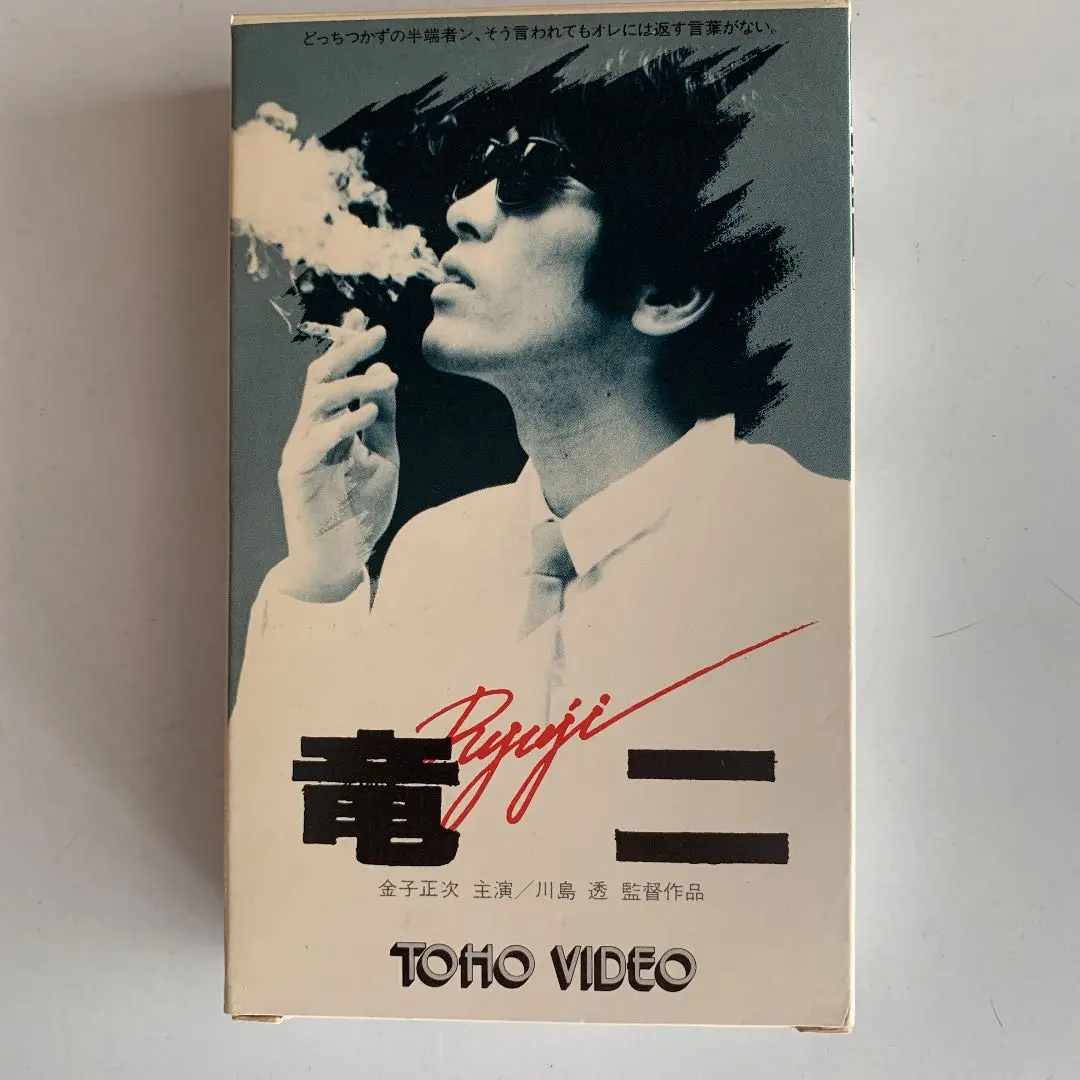 どっちつかずの半端者ン、そう言われてもオレには返す言葉がない。
Ryuji
竜二
金子正次 主演／川島 透 監督作品
TOHO VIDEO